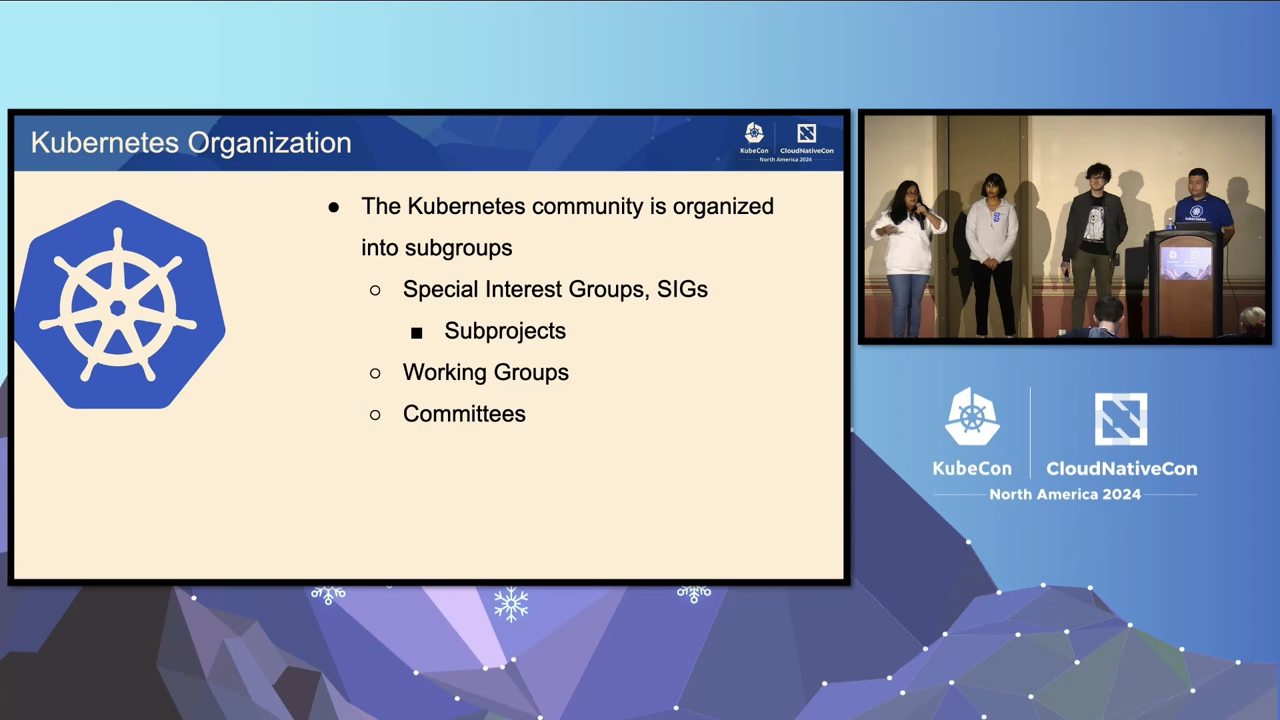 Kubernetes Organization
KubeCon
CloudNativeCon
North America 2024
The Kubernetes community is organized
into subgroups
Special Interest Groups, SIGs
Subprojects
Working Groups
Committees
kubernetes
KubeCon
CloudNativeCon
North America 2024